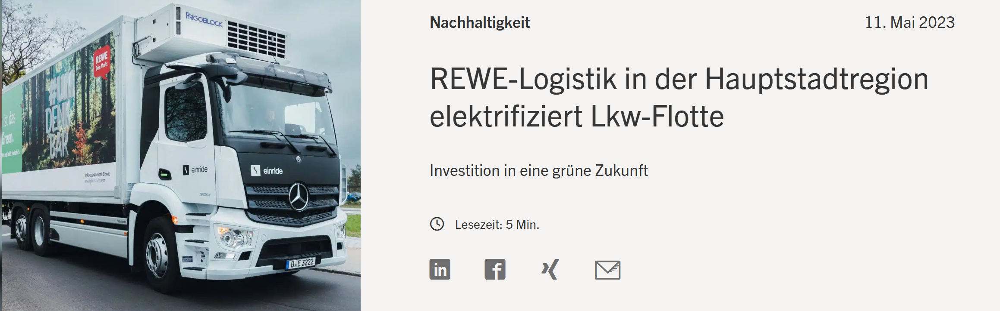 FRIGOBLOCK
REWE
Dein Markt
#UM
DENK
BAR
ist das
Green.
In Kooperation mit Einride
Intelligent movement
einride
einride
B E 3222
Nachhaltigkeit
11. Mai 2023
REWE-Logistik in der Hauptstadtregion
elektrifiziert Lkw-Flotte
Investition in eine grüne Zukunft
Lesezeit: 5 Min.
in
f